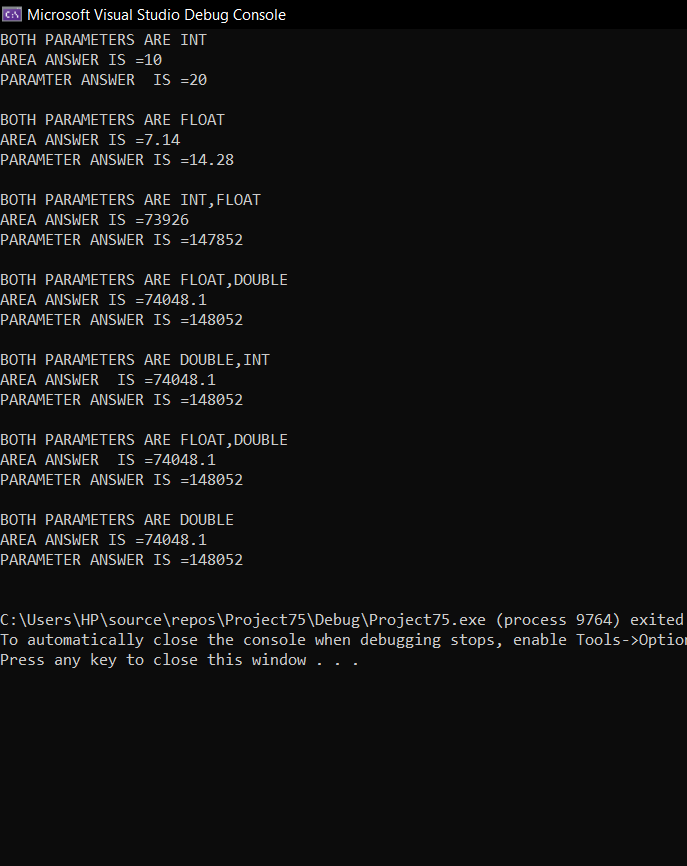 Microsoft Visual Studio Debug Console
BOTH PARAMETERS ARE INT
AREA ANSWER IS =10
PARAMTER ANSWER  IS =20
BOTH PARAMETERS ARE FLOAT
AREA ANSWER IS =7.14
PARAMETER ANSWER IS =14.28
BOTH PARAMETERS ARE INT,FLOAT
AREA ANSWER IS =73926
PARAMETER ANSWER IS =147852
BOTH PARAMETERS ARE FLOAT,DOUBLE
AREA ANSWER IS =74048.1
PARAMETER ANSWER IS =148052
BOTH PARAMETERS ARE DOUBLE,INT
AREA ANSWER  IS =74048.1
PARAMETER ANSWER IS =148052
BOTH PARAMETERS ARE FLOAT,DOUBLE
AREA ANSWER  IS =74048.1
PARAMETER ANSWER IS =148052
BOTH PARAMETERS ARE DOUBLE
AREA ANSWER IS =74048.1
PARAMETER ANSWER IS =148052
C:\Users\HP\source\repos\Project75\Debug\Project75.exe (process 9764) exited
To automatically close the console when debugging stops, enable Tools->Option
Press any key to close this window . . .